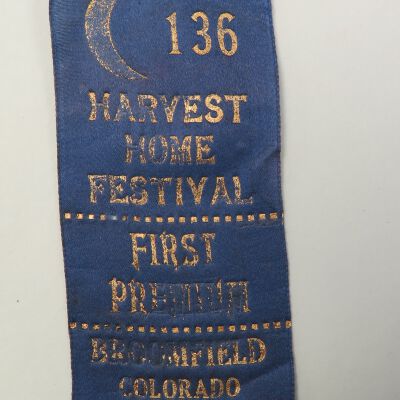 136
HARVEST
HOME
FESTIVAL
FIRST
PREMIUM
BROOMFIELD
COLORADO